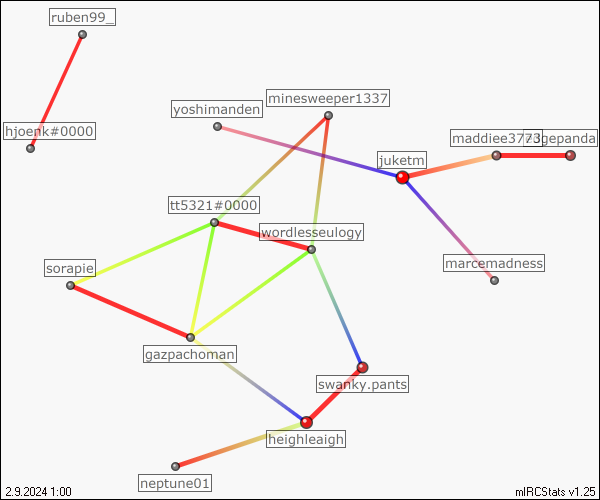 ruben99_
minesweeper1337
yoshimanden
hjoenk#0000
maddiee3773
juketm
tt5321#0000
wordlesseulogy
marcemadness
sorapie
gazpachoman
swanky.pants
heighleaigh
neptune01
2.9.2024 1:00
mIRCStats v1.25